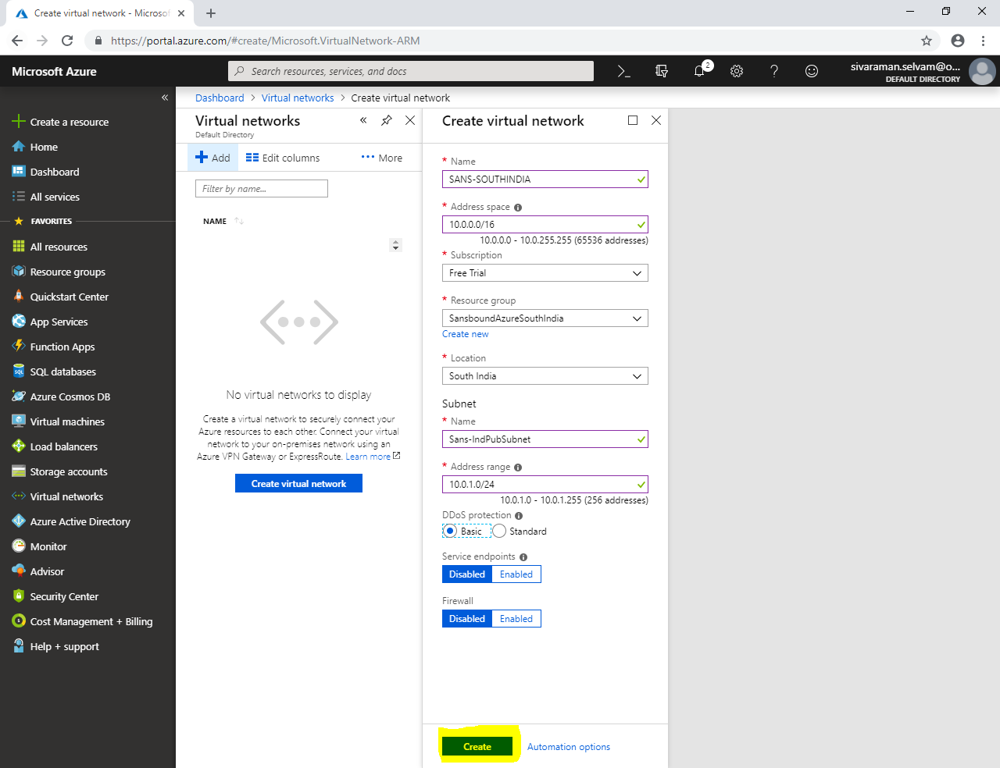 Create virtual network - Microsof
https://portal.azure.com/#create/Microsoft.VirtualNetwork-ARM
Microsoft Azure
Search resources, services, and docs
2
sivaraman.selvam@o...
DEFAULT DIRECTORY
Create a resource
Home
Dashboard
All services
FAVORITES
All resources
Resource groups
Quickstart Center
App Services
Function Apps
SQL databases
Azure Cosmos DB
Virtual machines
Load balancers
Storage accounts
Virtual networks
Azure Active Directory
Monitor
Advisor
Security Center
Cost Management + Billing
Help + support
Dashboard > Virtual networks > Create virtual network
Virtual networks
Default Directory
Add
Edit columns
More
Filter by name...
NAME
No virtual networks to display
Create a virtual network to securely connect your
Azure resources to each other. Connect your virtual
network to your on-premises network using an
Azure VPN Gateway or ExpressRoute. Learn more
Create virtual network
Create virtual network
* Name
SANS-SOUTHINDIA
* Address space
10.0.0.0/16
10.0.0.0 - 10.0.255.255 (65536 addresses)
* Subscription
Free Trial
* Resource group
SansboundAzureSouthIndia
Create new
* Location
South India
Subnet
* Name
Sans-IndPubSubnet
* Address range
10.0.1.0/24
10.0.1.0 - 10.0.1.255 (256 addresses)
DDoS protection
Basic Standard
Service endpoints
Disabled Enabled
Firewall
Disabled Enabled
Create Automation options